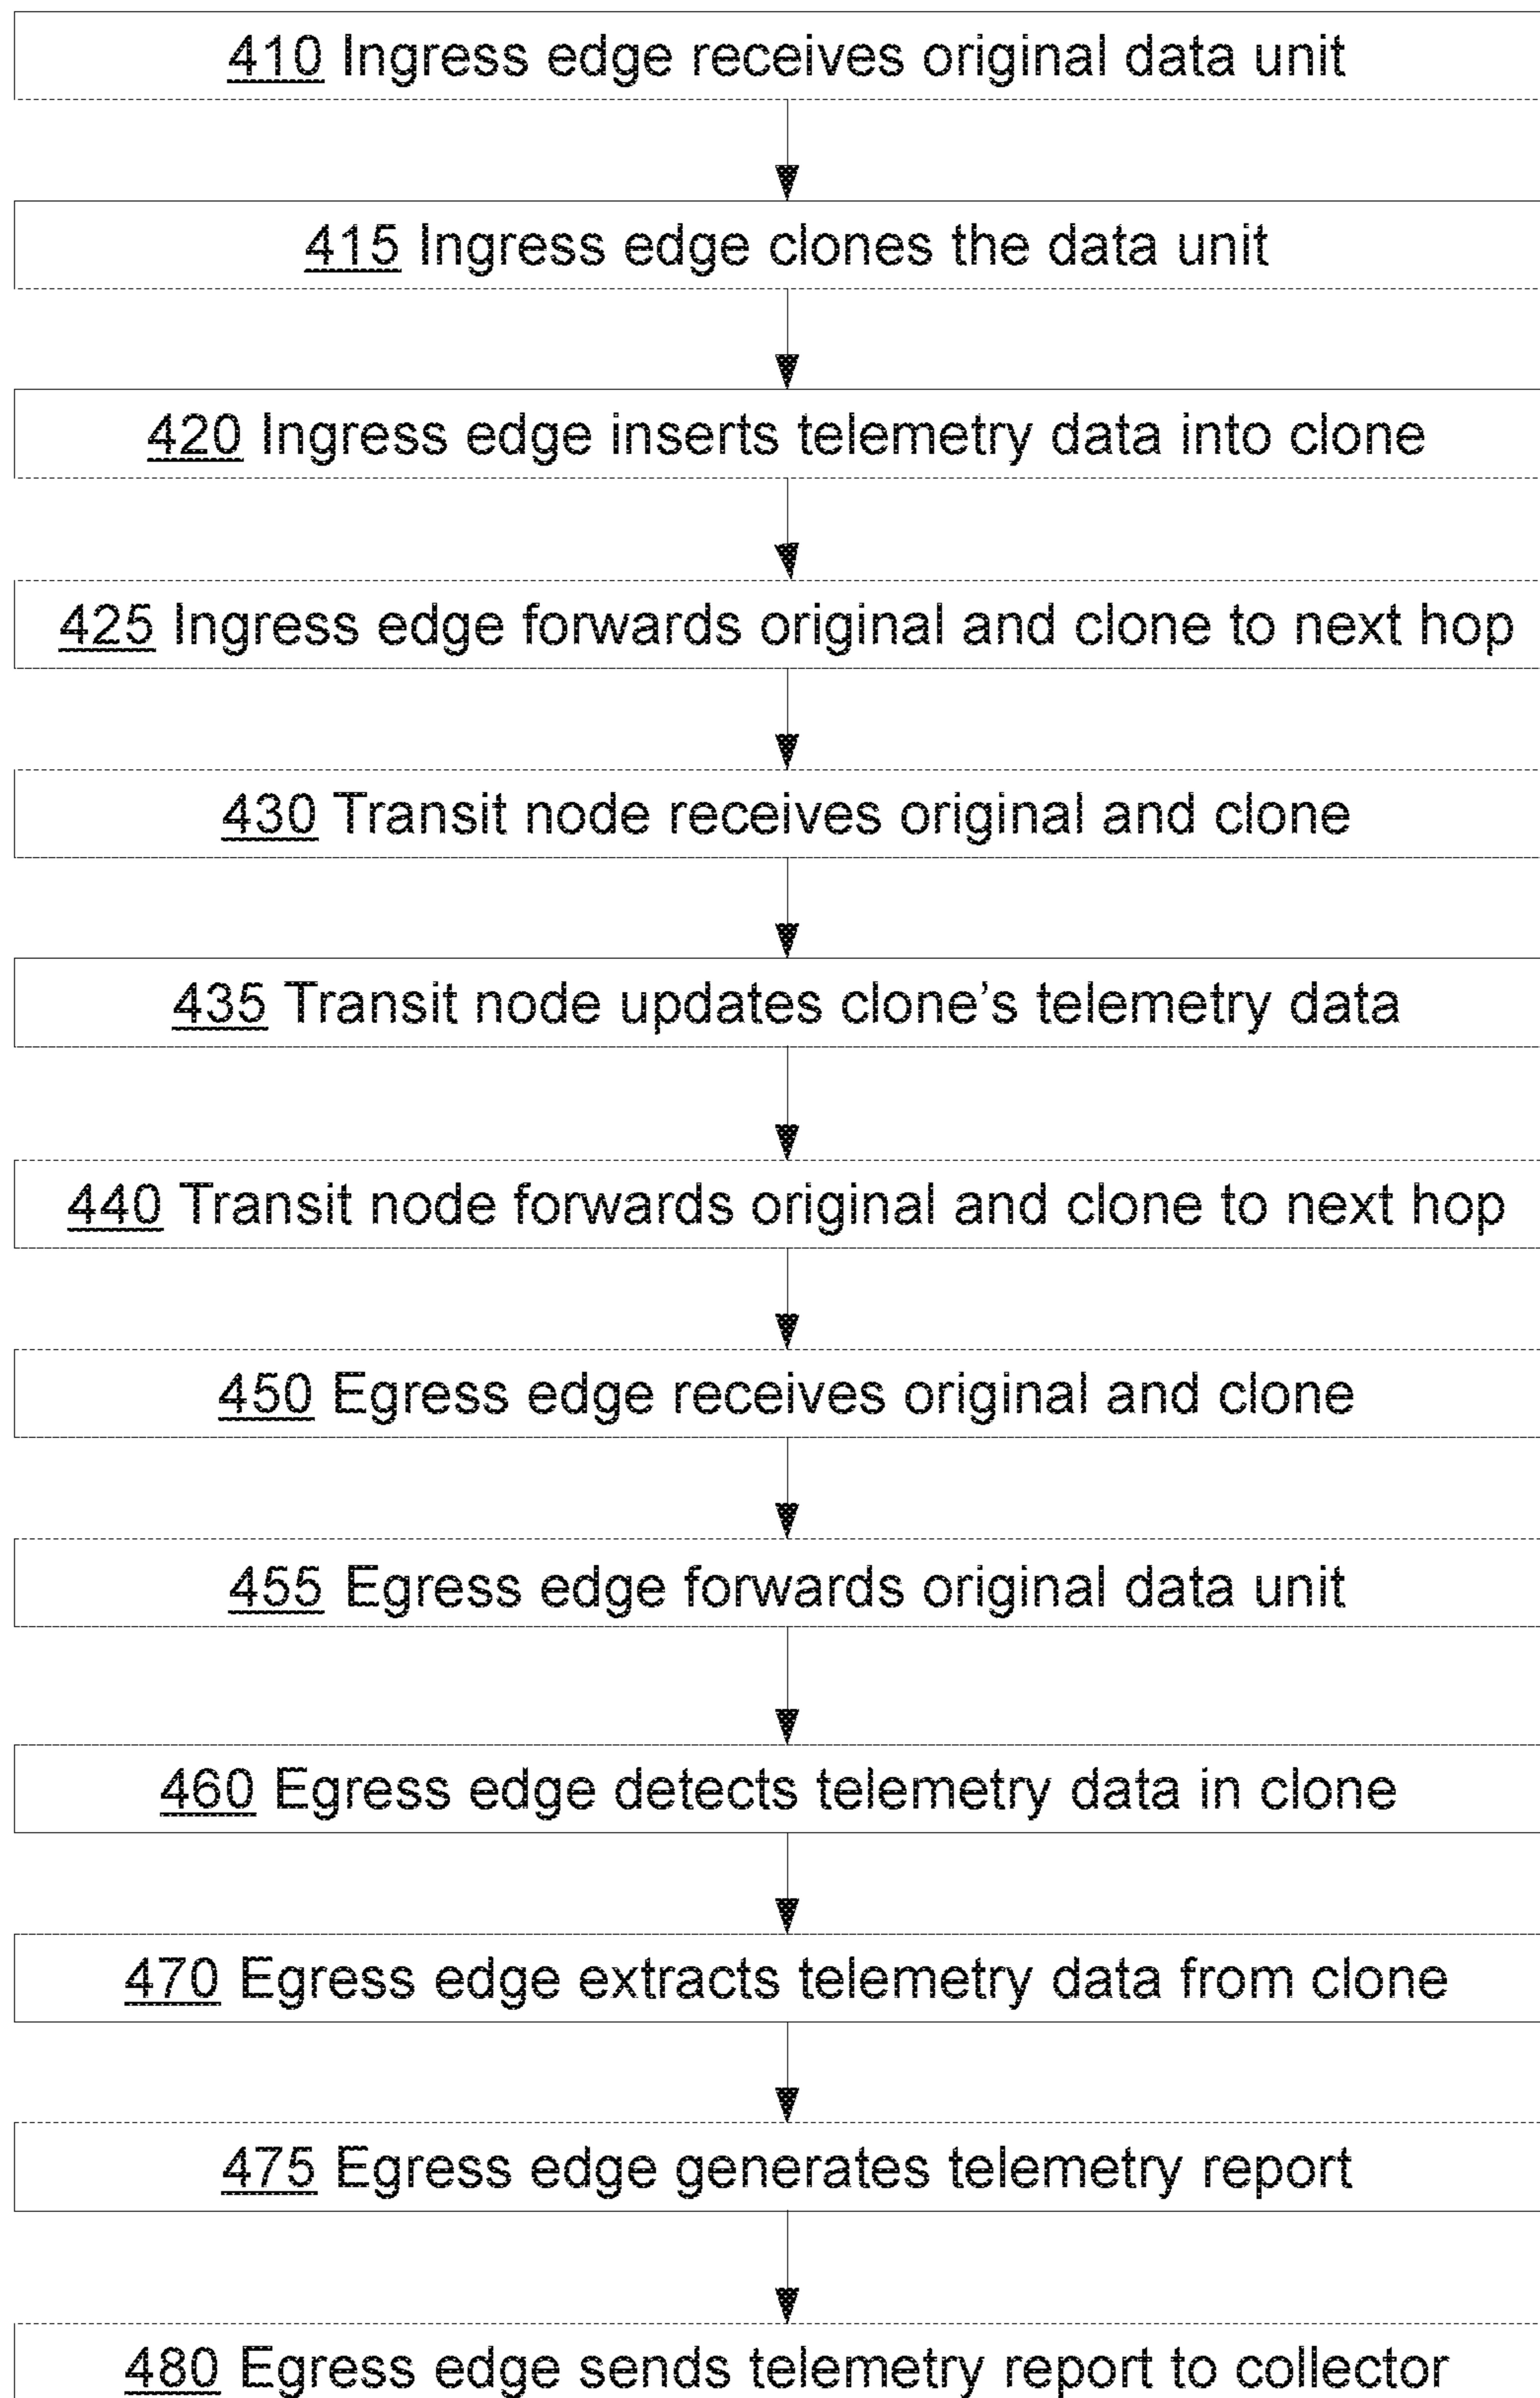 410 Ingress edge receives original data unit
415 Ingress edge clones the data unit
420 Ingress edge inserts telemetry data into clone
425 Ingress edge forwards original and clone to next hop
430 Transit node receives original and clone
435 Transit node updates clone's telemetry data
440 Transit node forwards original and clone to next hop
450 Egress edge receives original and clone
455 Egress edge forwards original data unit
460 Egress edge detects telemetry data in clone
470 Egress edge extracts telemetry data from clone
475 Egress edge generates telemetry report
480 Egress edge sends telemetry report to collector